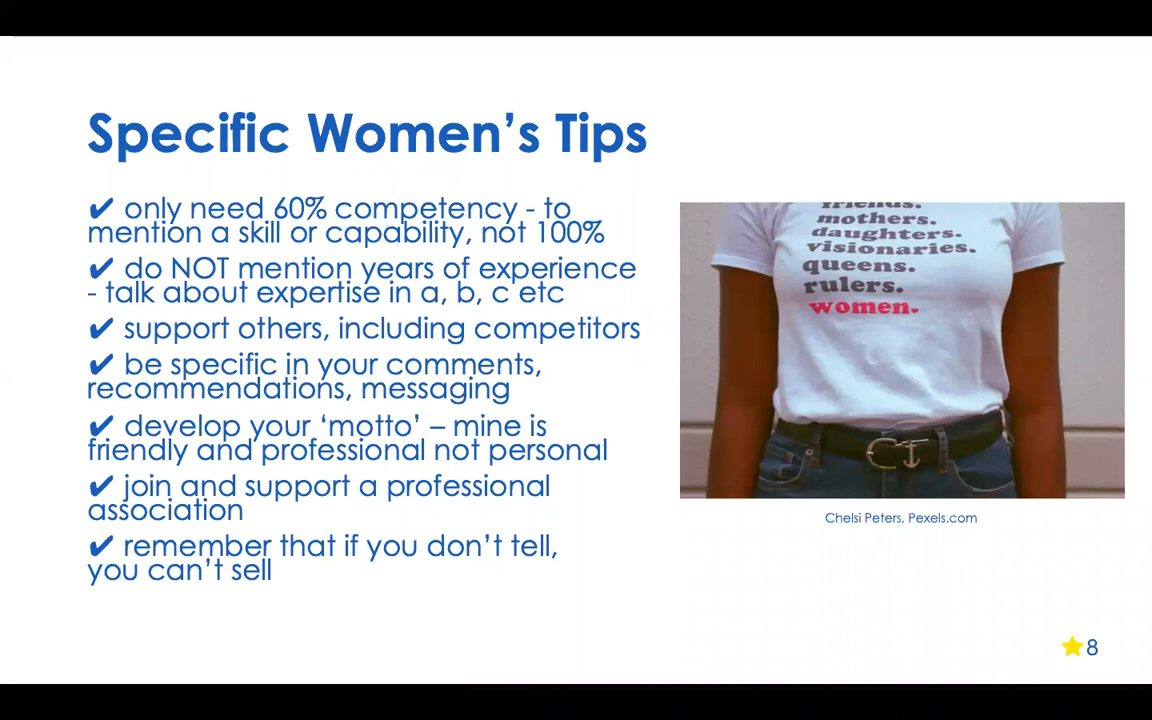 Specific Women’s Tips
✔ only need 60% competency - to
mention a skill or capability, not 100%
✔ do NOT mention years of experience
- talk about expertise in a, b, c etc
✔ support others, including competitors
✔ be specific in your comments,
recommendations, messaging
✔ develop your ‘motto’ – mine is
friendly and professional not personal
✔ join and support a professional
association
✔ remember that if you don’t tell,
you can’t sell
friends.
mothers.
daughters.
visionaries.
queens.
rulers.
women.
Chelsi Peters, Pexels.com
8